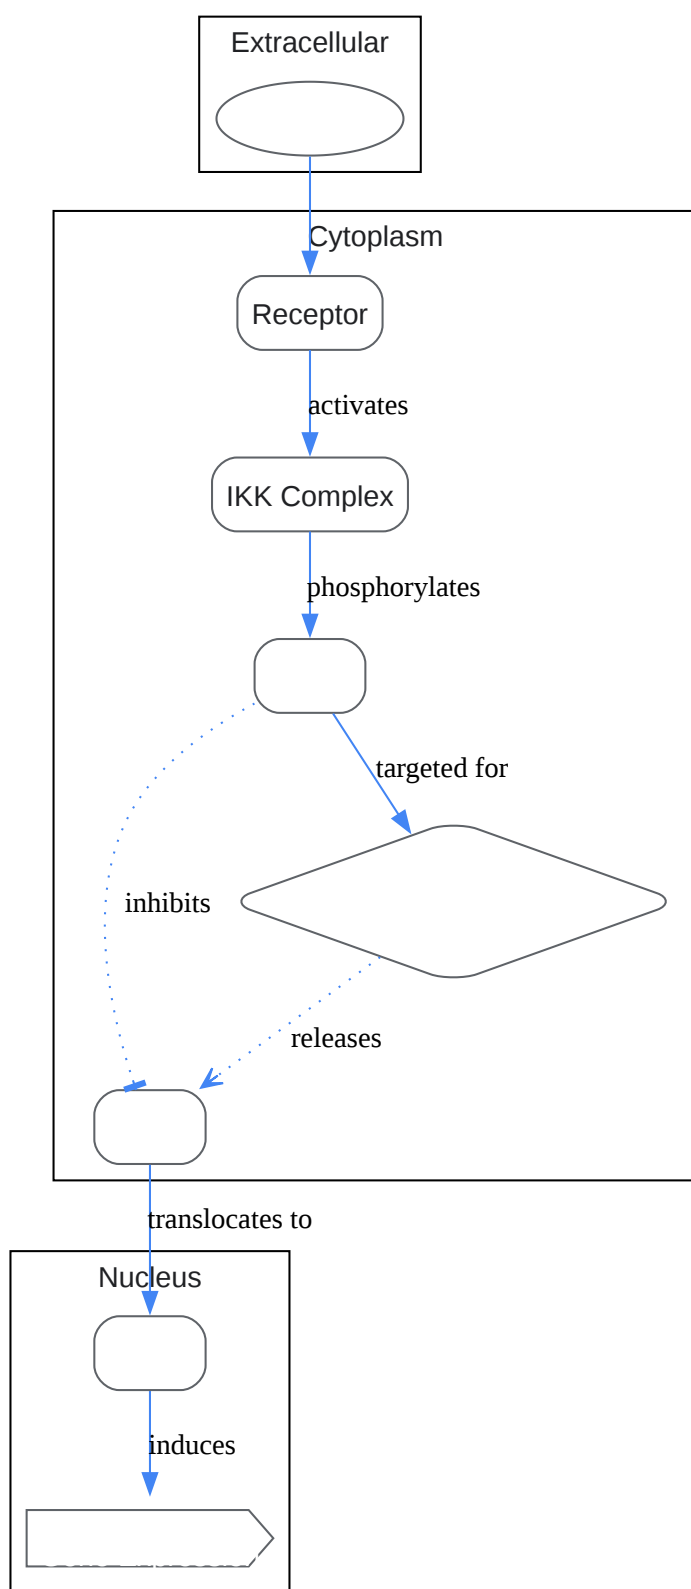 Extracellular
Cytoplasm
Receptor
activates
IKK Complex
phosphorylates
targeted for
inhibits
releases
translocates to
Nucleus
induces